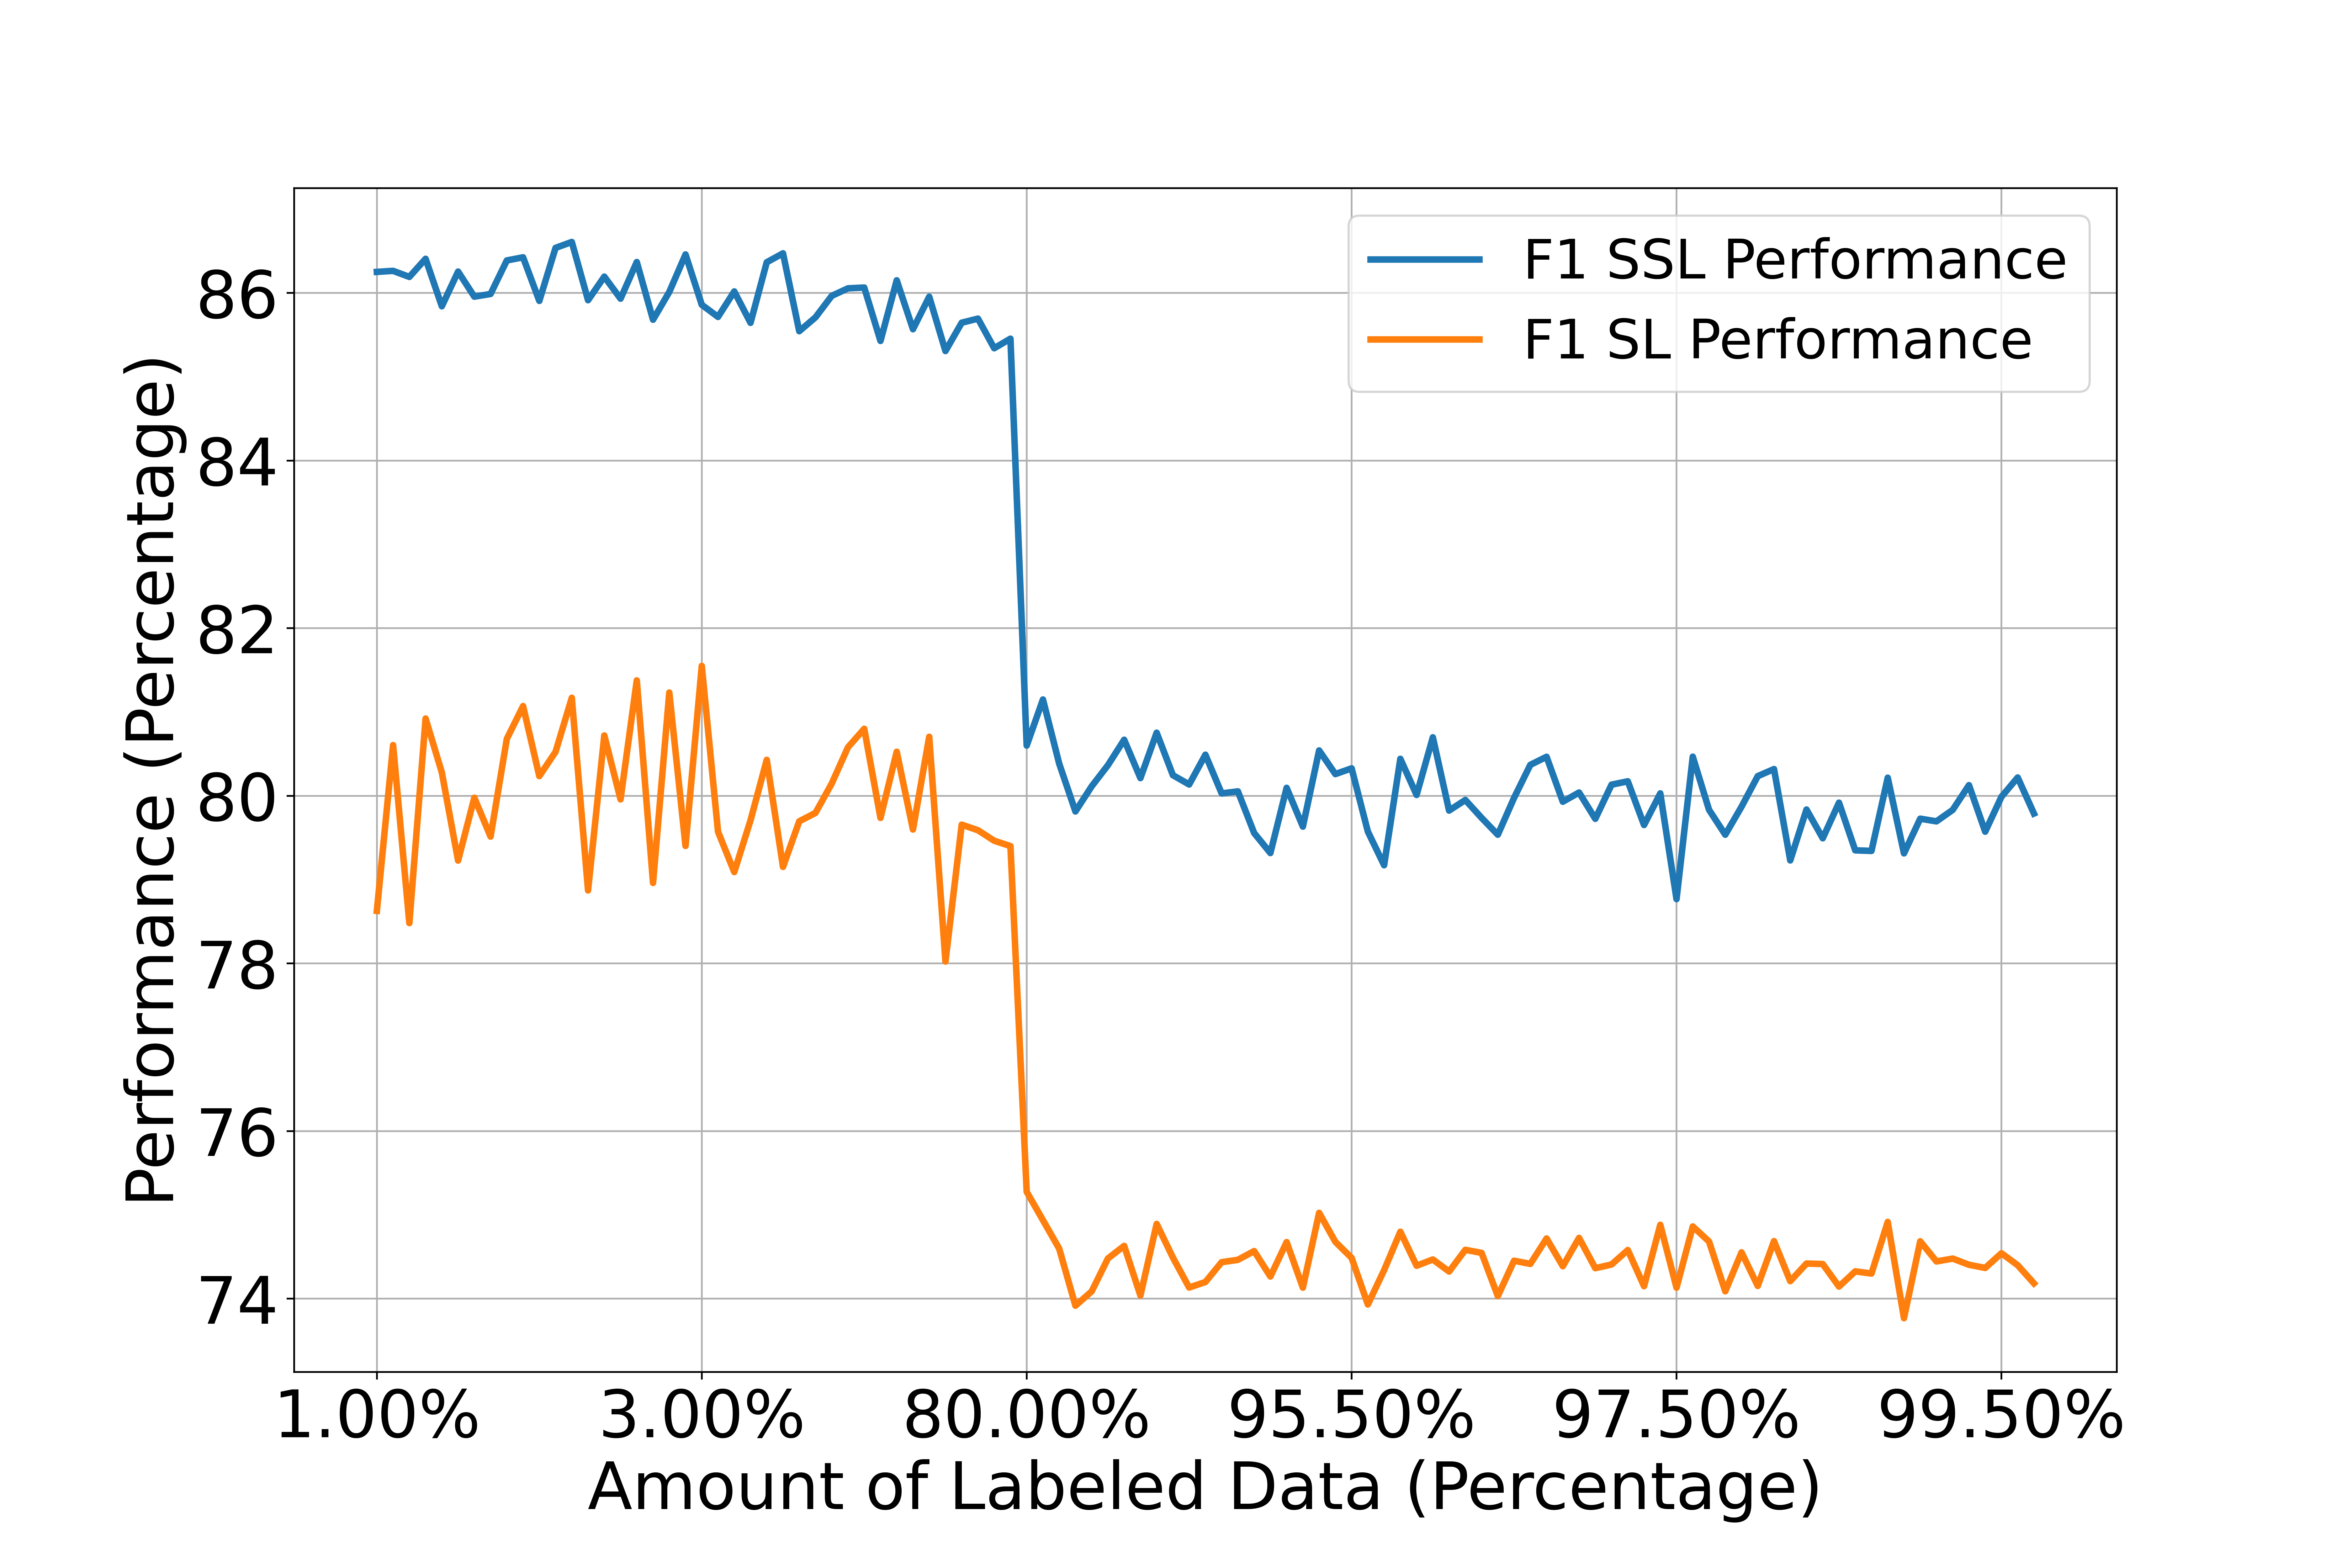 F1 SSL Performance
F1 SL Performance
Performance (Percentage)
86
84
82
80
78
76
74
1.00% 3.00% 80.00% 95.50% 97.50% 99.50%
Amount of Labeled Data (Percentage)